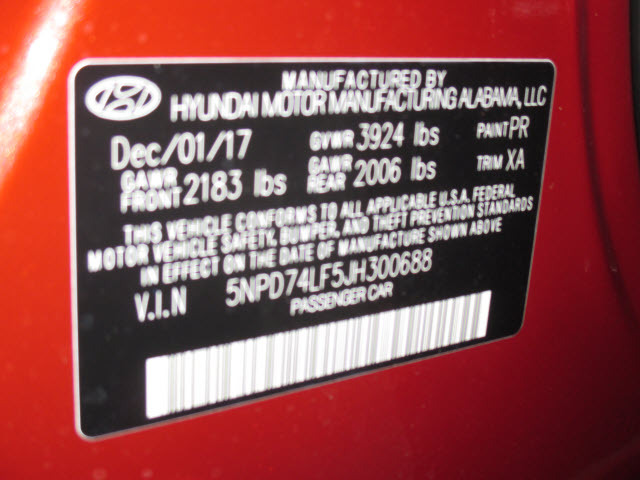 MANUFACTURED BY
HYUNDAI MOTOR MANUFACTURING ALABAMA, LLC
Dec/01/17 GVWR 3924 lbs PAINT PR
GAWR FRONT 2183 lbs GAWR REAR 2006 lbs TRIM XA
THIS VEHICLE CONFORMS TO ALL APPLICABLE U.S.A. FEDERAL
MOTOR VEHICLE SAFETY, BUMPER, AND THEFT PREVENTION STANDARDS
IN EFFECT ON THE DATE OF MANUFACTURE SHOWN ABOVE
V.I.N 5NPD74LF5JH300688
PASSENGER CAR